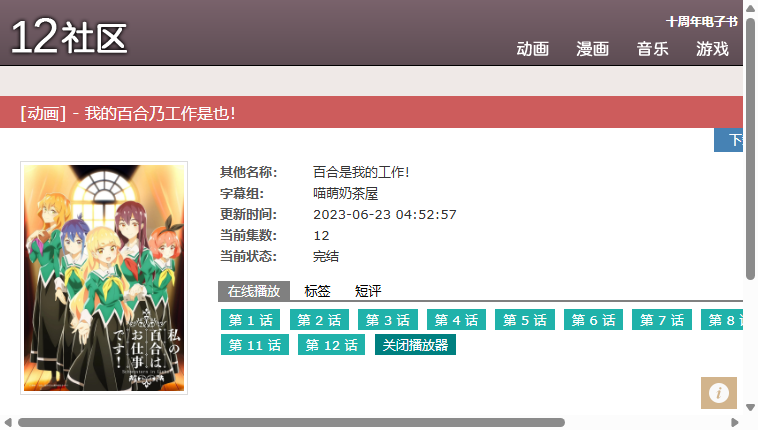 12社区
十周年电子书
动画 漫画 音乐 游戏
[动画] - 我的百合乃工作是也!
其他名称: 百合是我的工作!
字幕组: 喵萌奶茶屋
更新时间: 2023-06-23 04:52:57
当前集数: 12
当前状态: 完结
私の百合はお仕事です!
在线播放 标签 短评
第 1 话 第 2 话 第 3 话 第 4 话 第 5 话 第 6 话 第 7 话 第 8
第 11 话 第 12 话 关闭播放器